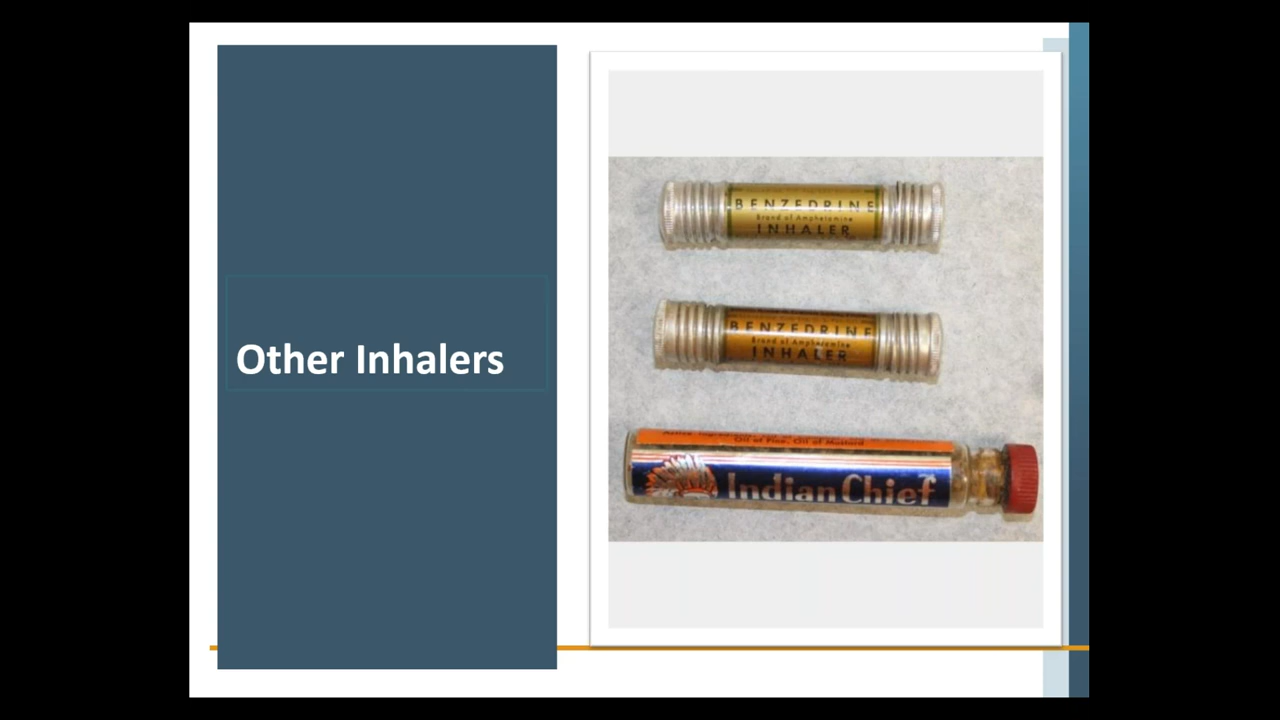 Other Inhalers
BENZEDRINE
Brand of Amphetamine
INHALER
BENZEDRINE
Brand of Amphetamine
INHALER
Oil of Pine, Oil of Mustard
Indian Chief